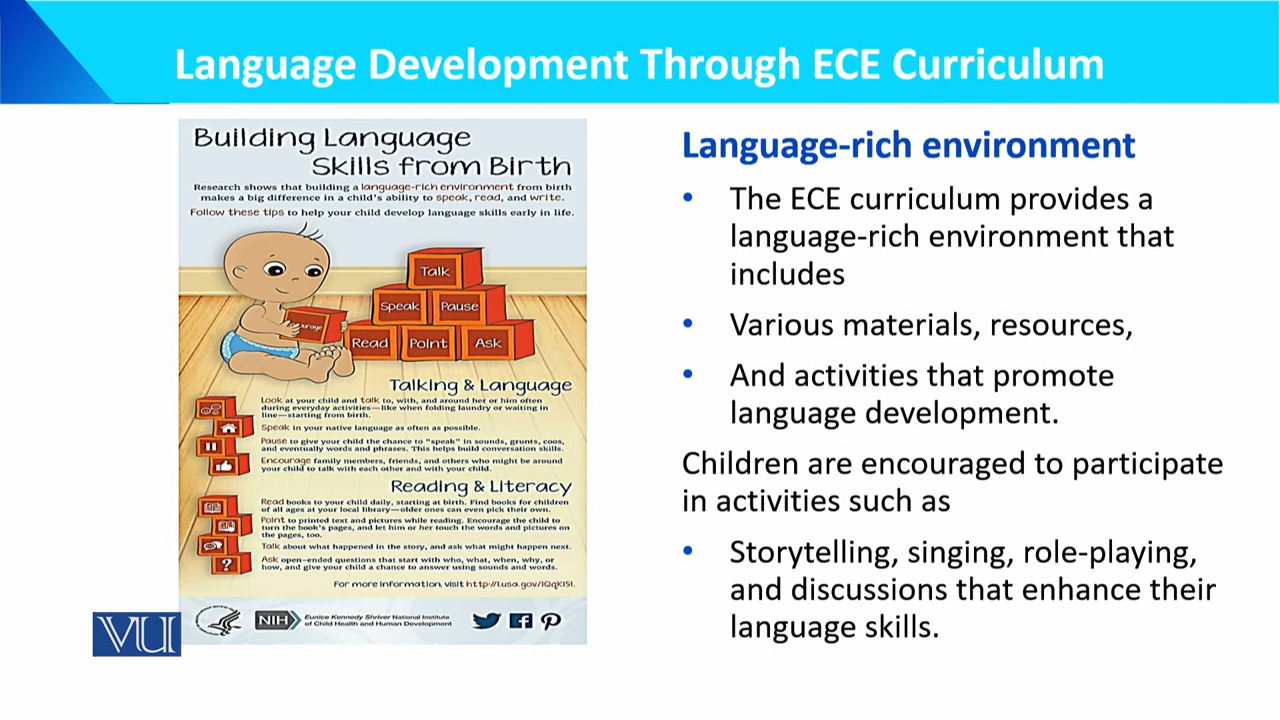 Language Development Through ECE Curriculum
Building Language
Skills from Birth
Research shows that building a language-rich environment from birth
makes a big difference in a child's ability to speak, read, and write.
Follow these tips to help your child develop language skills early in life.
Talk
Speak
Pause
Read
Point
Ask
Talking & Language
Look at your child and talk to, with, and around her or him often
during everyday activities—like when folding laundry or waiting in
line—starting from birth.
Speak in your native language as often as possible.
Pause to give your child the chance to "speak" in sounds, grunts, coos,
and eventually words and phrases. This helps build conversation skills.
Encourage family members, friends, and others who might be around
your child to talk with each other and with your child.
Reading & Literacy
Read books to your child daily, starting at birth. Find books for children
of all ages at your local library—older ones can even pick their own.
Point to printed text and pictures while reading. Encourage the child to
turn the book's pages, and let him or her touch the words and pictures on
the pages, too.
Talk about what happened in the story, and ask what might happen next.
Ask open-ended questions that start with who, what, when, why, or
how, and give your child a chance to answer using sounds and words.
For more information, visit
NIH
Eunice Kennedy Shriver National Institute
of Child Health and Human Development
VU
Language-rich environment
• The ECE curriculum provides a
language-rich environment that
includes
• Various materials, resources,
• And activities that promote
language development.
Children are encouraged to participate
in activities such as
• Storytelling, singing, role-playing,
and discussions that enhance their
language skills.